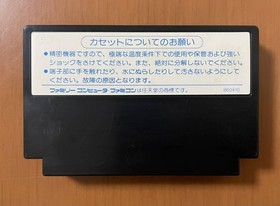 カセットについてのお願い
●精密機器ですので、極端な温度条件下での使用や保管および強い
ショックをさけてください。また、絶対に分解しないでください。
●端子部に手を触れたり、水にぬらしたりして汚さないようにして
ください。故障の原因となります。
ファミリーコンピュータ ファミコンは任天堂の商標です。